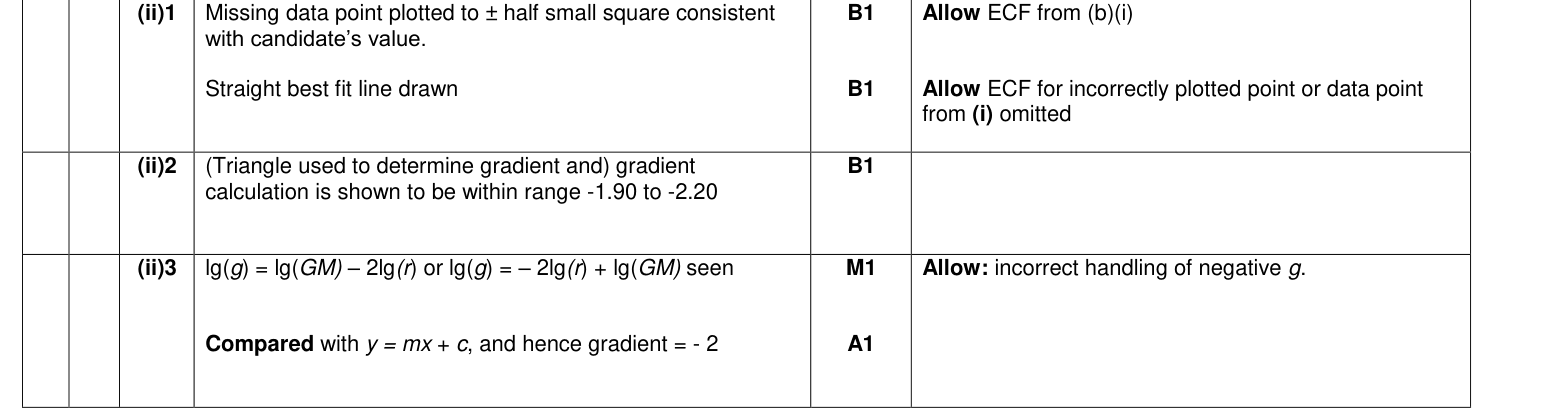 (ii)1 Missing data point plotted to ± half small square consistent B1 Allow ECF from (b)(i)
with candidate's value.
Straight best fit line drawn B1 Allow ECF for incorrectly plotted point or data point
from (i) omitted
(ii)2 (Triangle used to determine gradient and) gradient B1
calculation is shown to be within range -1.90 to -2.20
(ii)3 lg(g) = lg(GM) – 2lg(r) or lg(g) = – 2lg(r) + lg(GM) seen M1 Allow: incorrect handling of negative g.
Compared with y = mx + c, and hence gradient = - 2 A1